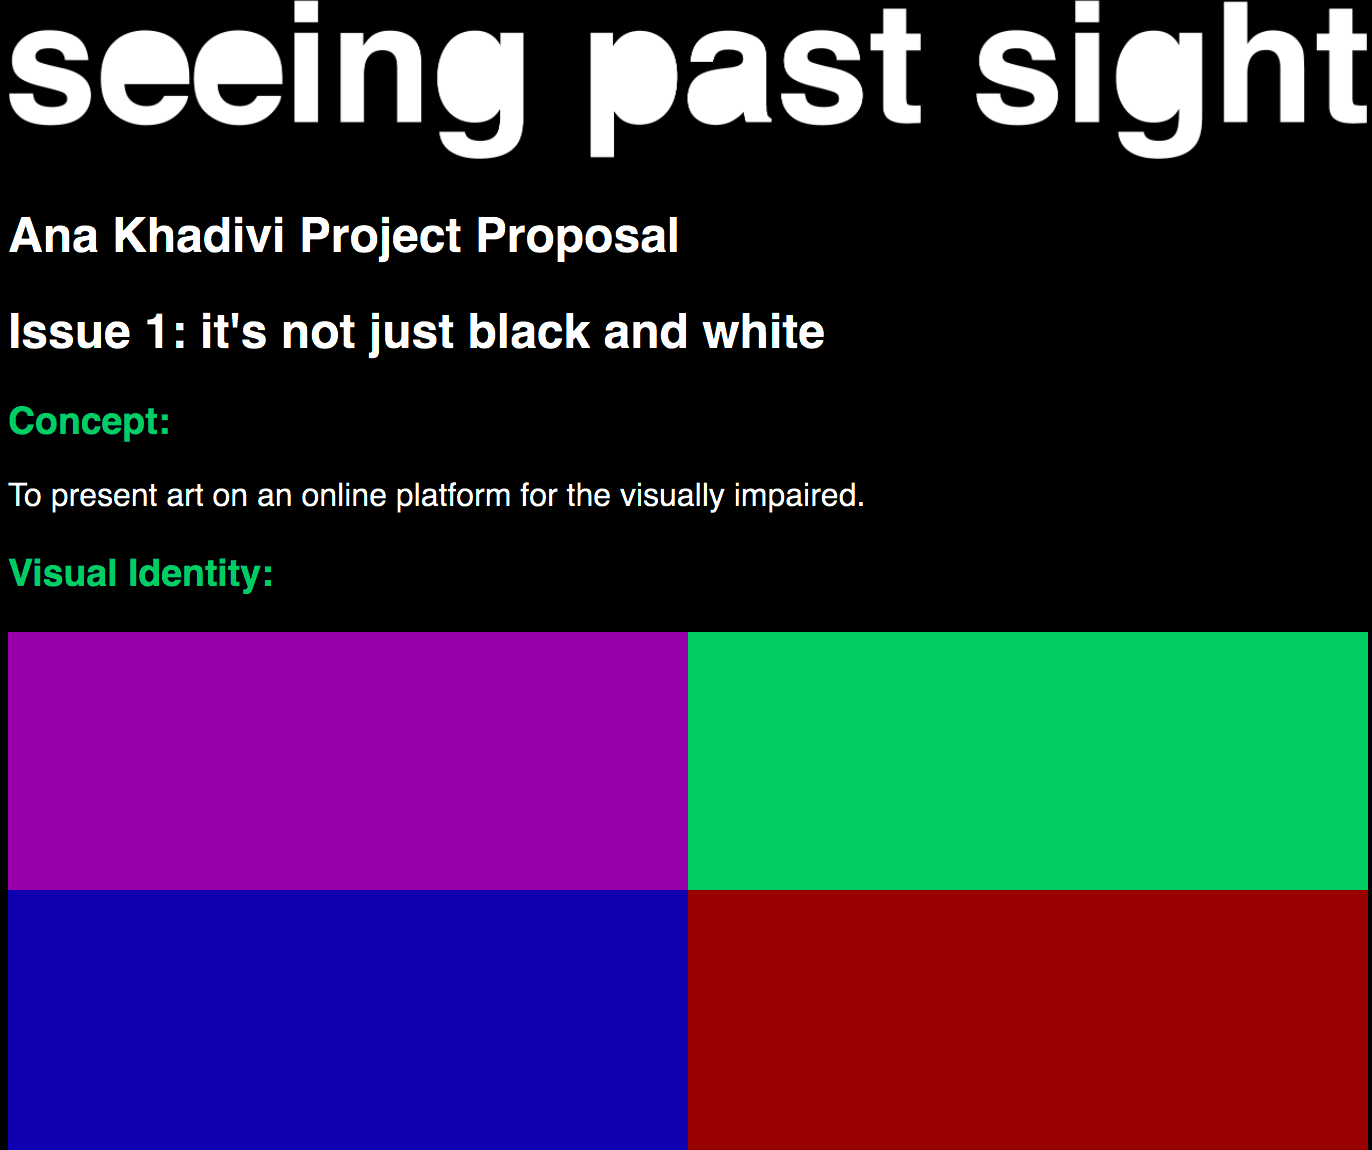 seeing past sight
Ana Khadivi Project Proposal
Issue 1: it's not just black and white
Concept:
To present art on an online platform for the visually impaired.
Visual Identity: